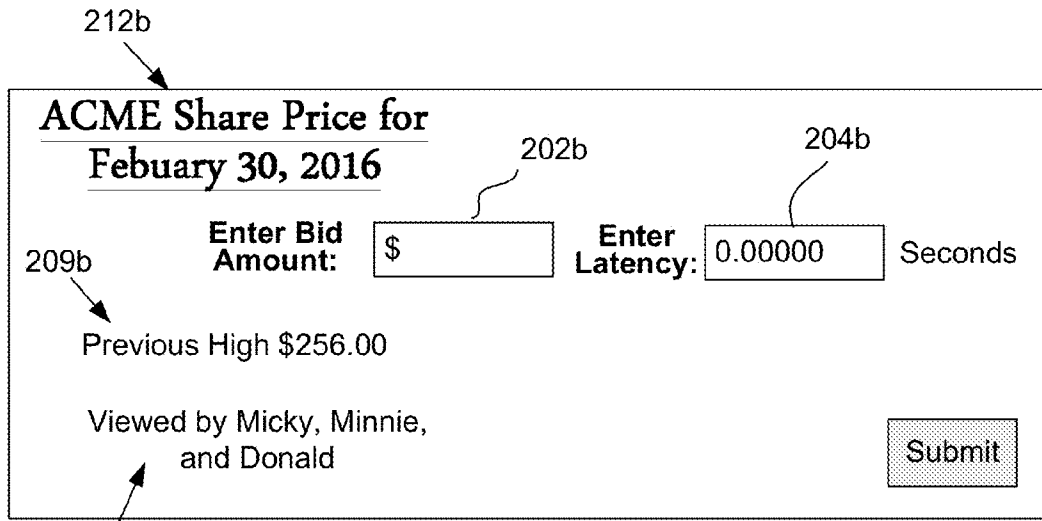 212b
ACME Share Price for
Febuary 30, 2016
202b
204b
Enter Bid
Amount:
$
Enter
Latency:
0.00000
Seconds
209b
Previous High $256.00
Viewed by Micky, Minnie,
and Donald
Submit